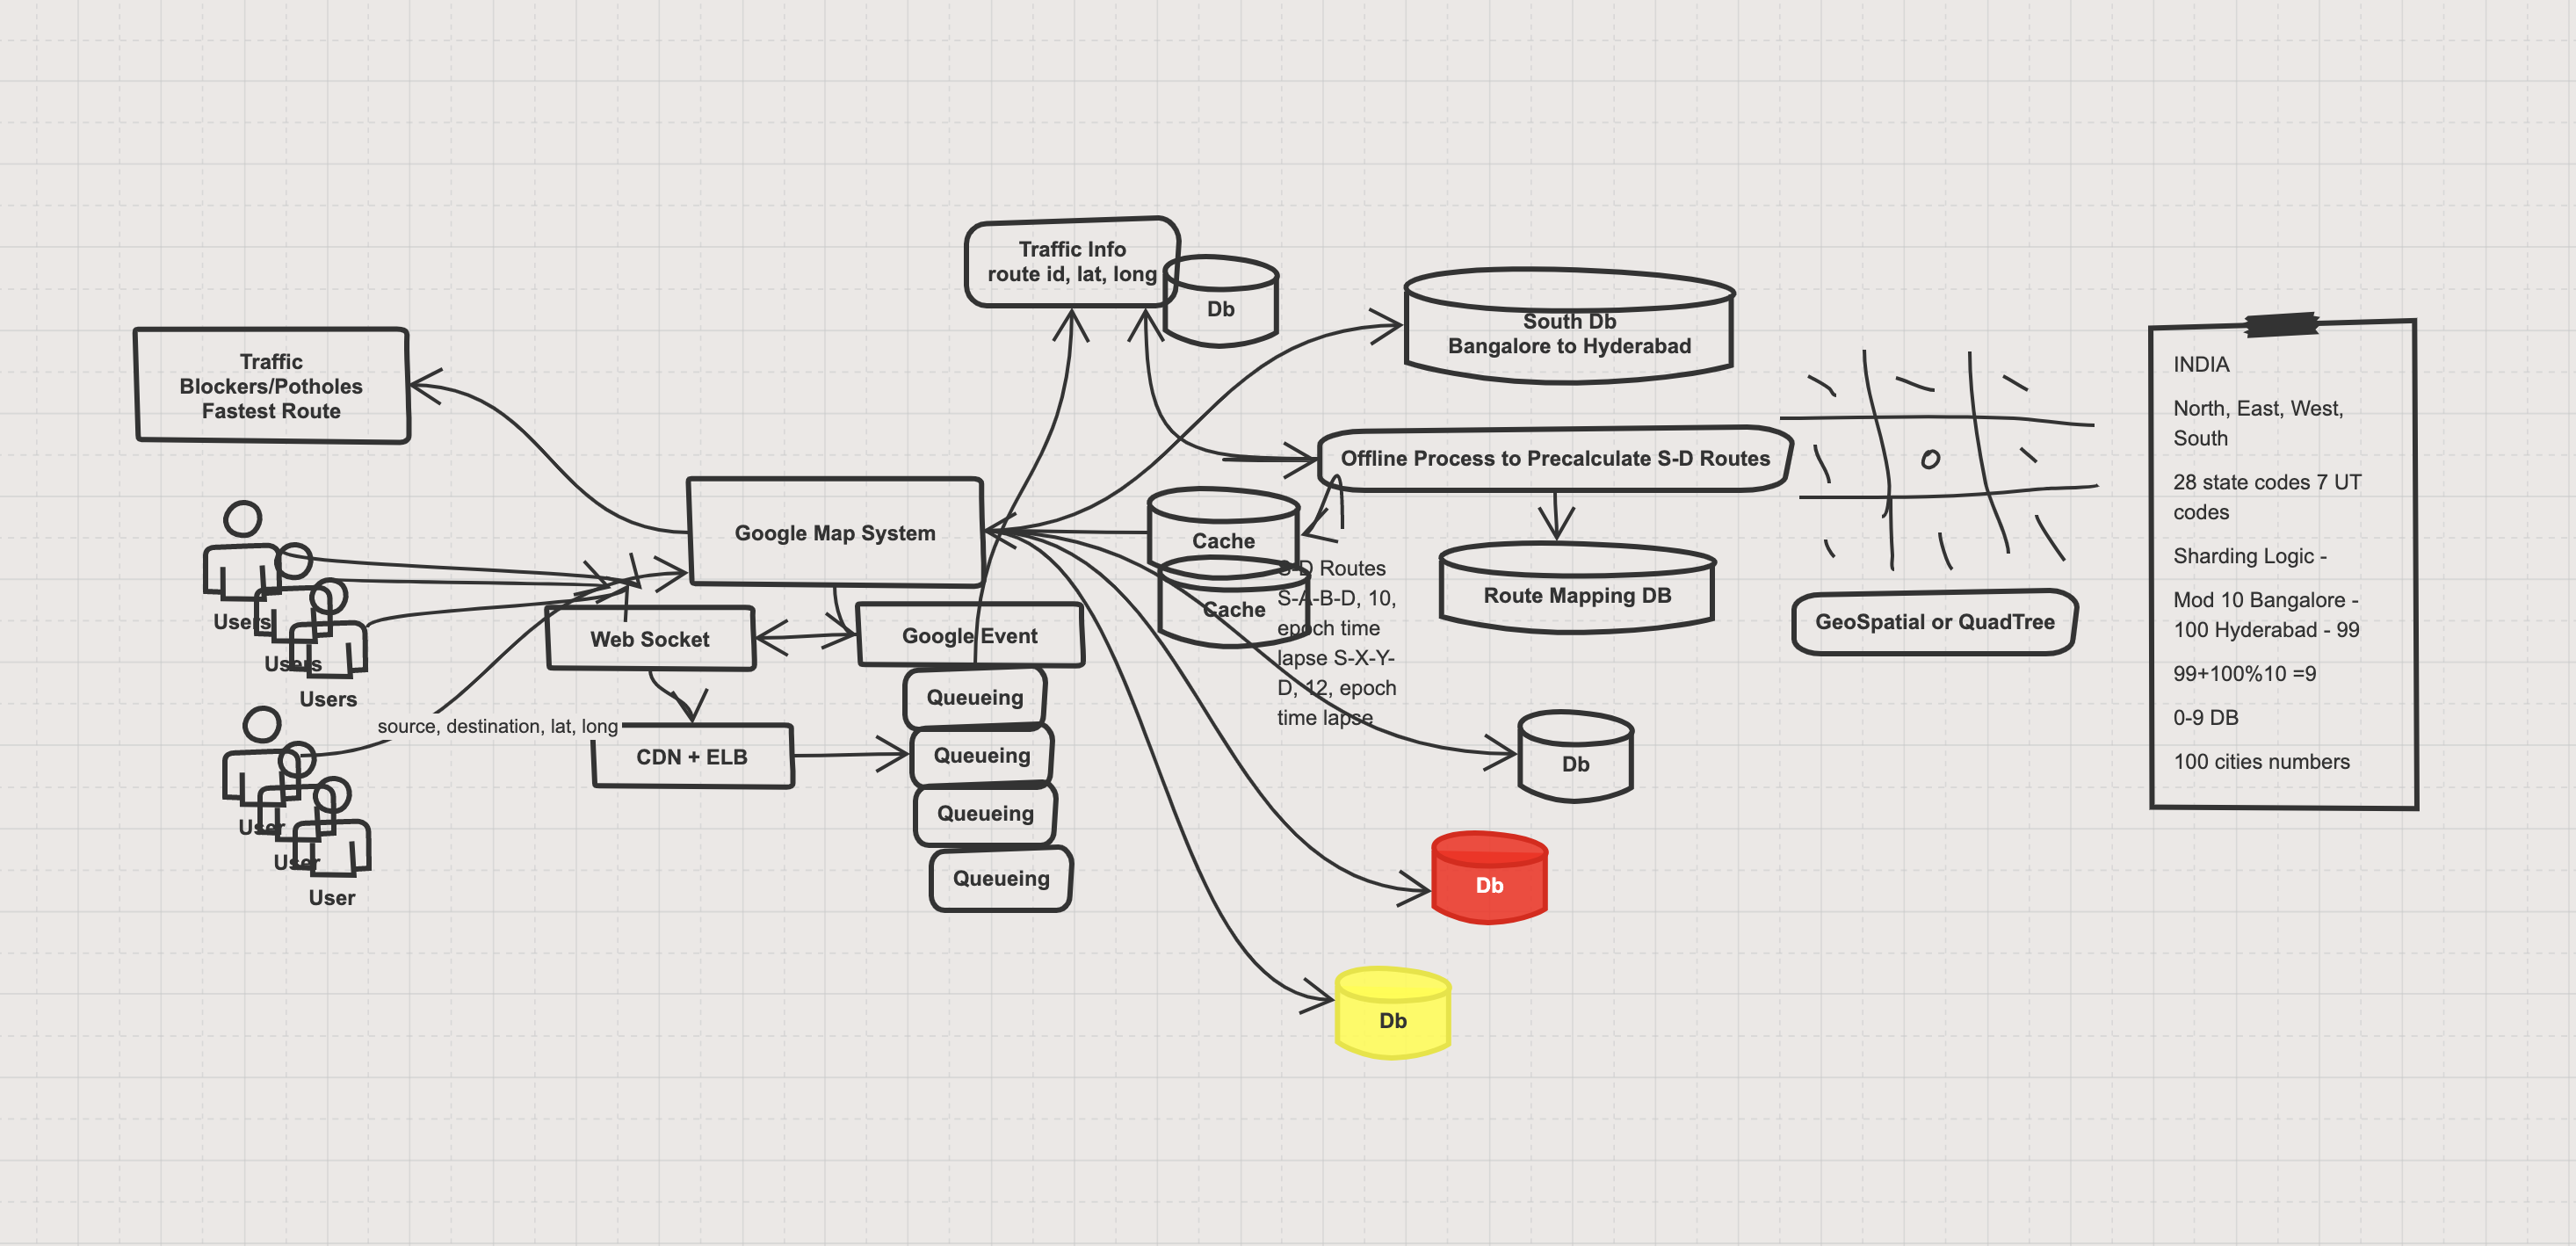 Traffic Info
route id, lat, long
Db
South Db
Bangalore to Hyderabad
Traffic
Blockers/Potholes
Fastest Route
Offline Process to Precalculate S-D Routes
Google Map System
Cache
Cache
S-D Routes
S-A-B-D, 10,
epoch time
lapse S-X-Y-
D, 12, epoch
time lapse
Route Mapping DB
GeoSpatial or QuadTree
Users
Users
Users
Web Socket
Google Event
Queueing
Queueing
Queueing
Queueing
source, destination, lat, long
CDN + ELB
User
User
User
Db
Db
Db
INDIA
North, East, West,
South
28 state codes 7 UT
codes
Sharding Logic -
Mod 10 Bangalore -
100 Hyderabad - 99
99+100%10 =9
0-9 DB
100 cities numbers